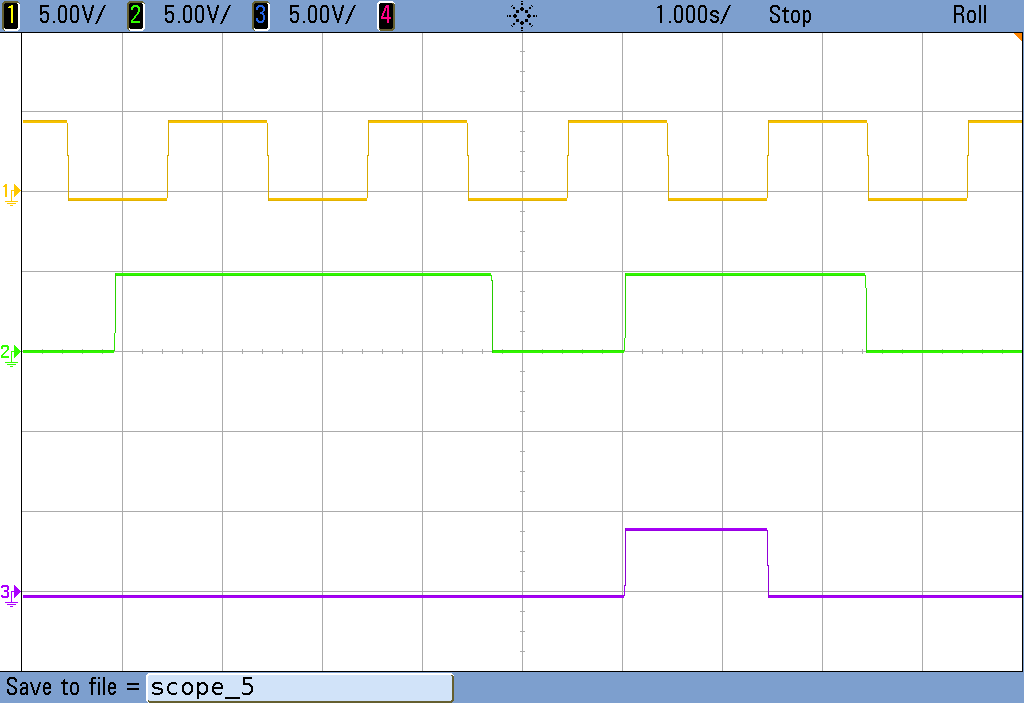 1 5.00V/ 2 5.00V/ 3 5.00V/ 4 1.000s/ Stop Roll
1
2
3
Save to file = scope_5